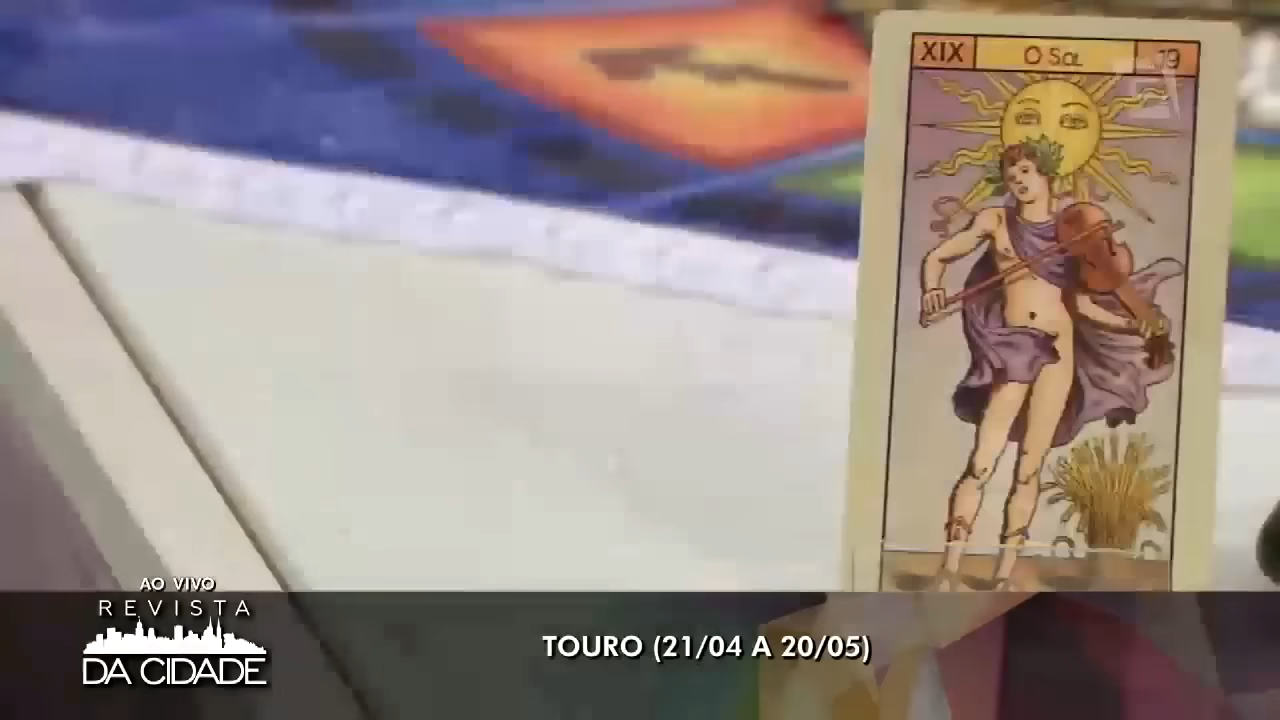 XIX O SOL 19
AO VIVO
REVISTA
DA CIDADE
TOURO (21/04 A 20/05)